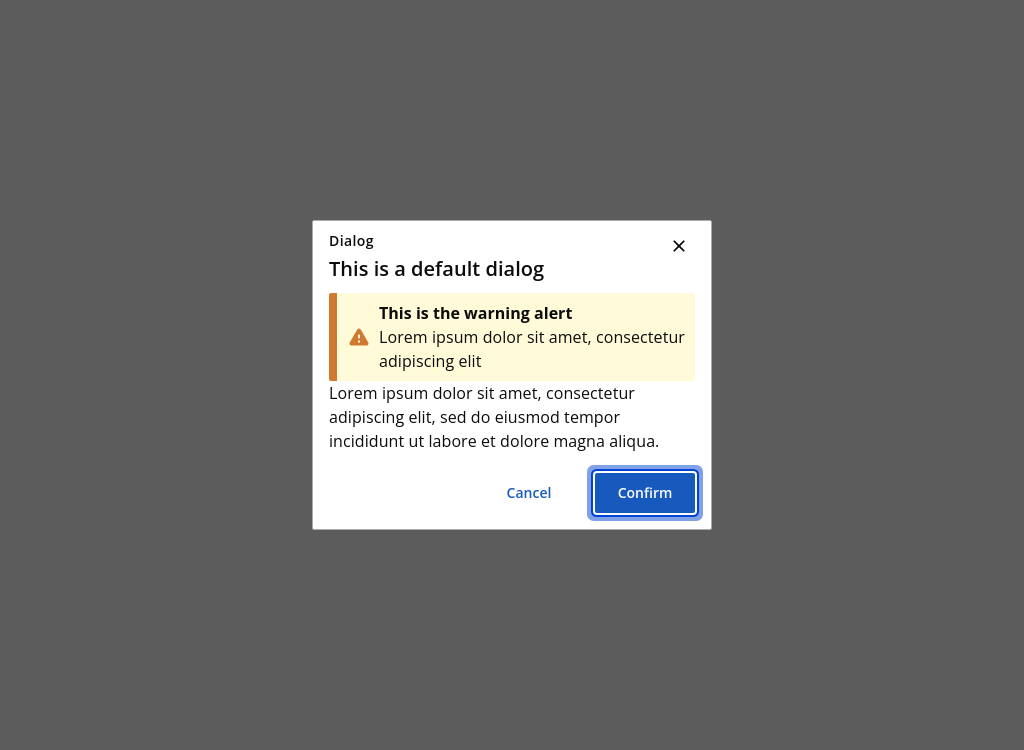 Dialog
This is a default dialog
This is the warning alert
Lorem ipsum dolor sit amet, consectetur
adipiscing elit
Lorem ipsum dolor sit amet, consectetur
adipiscing elit, sed do eiusmod tempor
incididunt ut labore et dolore magna aliqua.
Cancel
Confirm